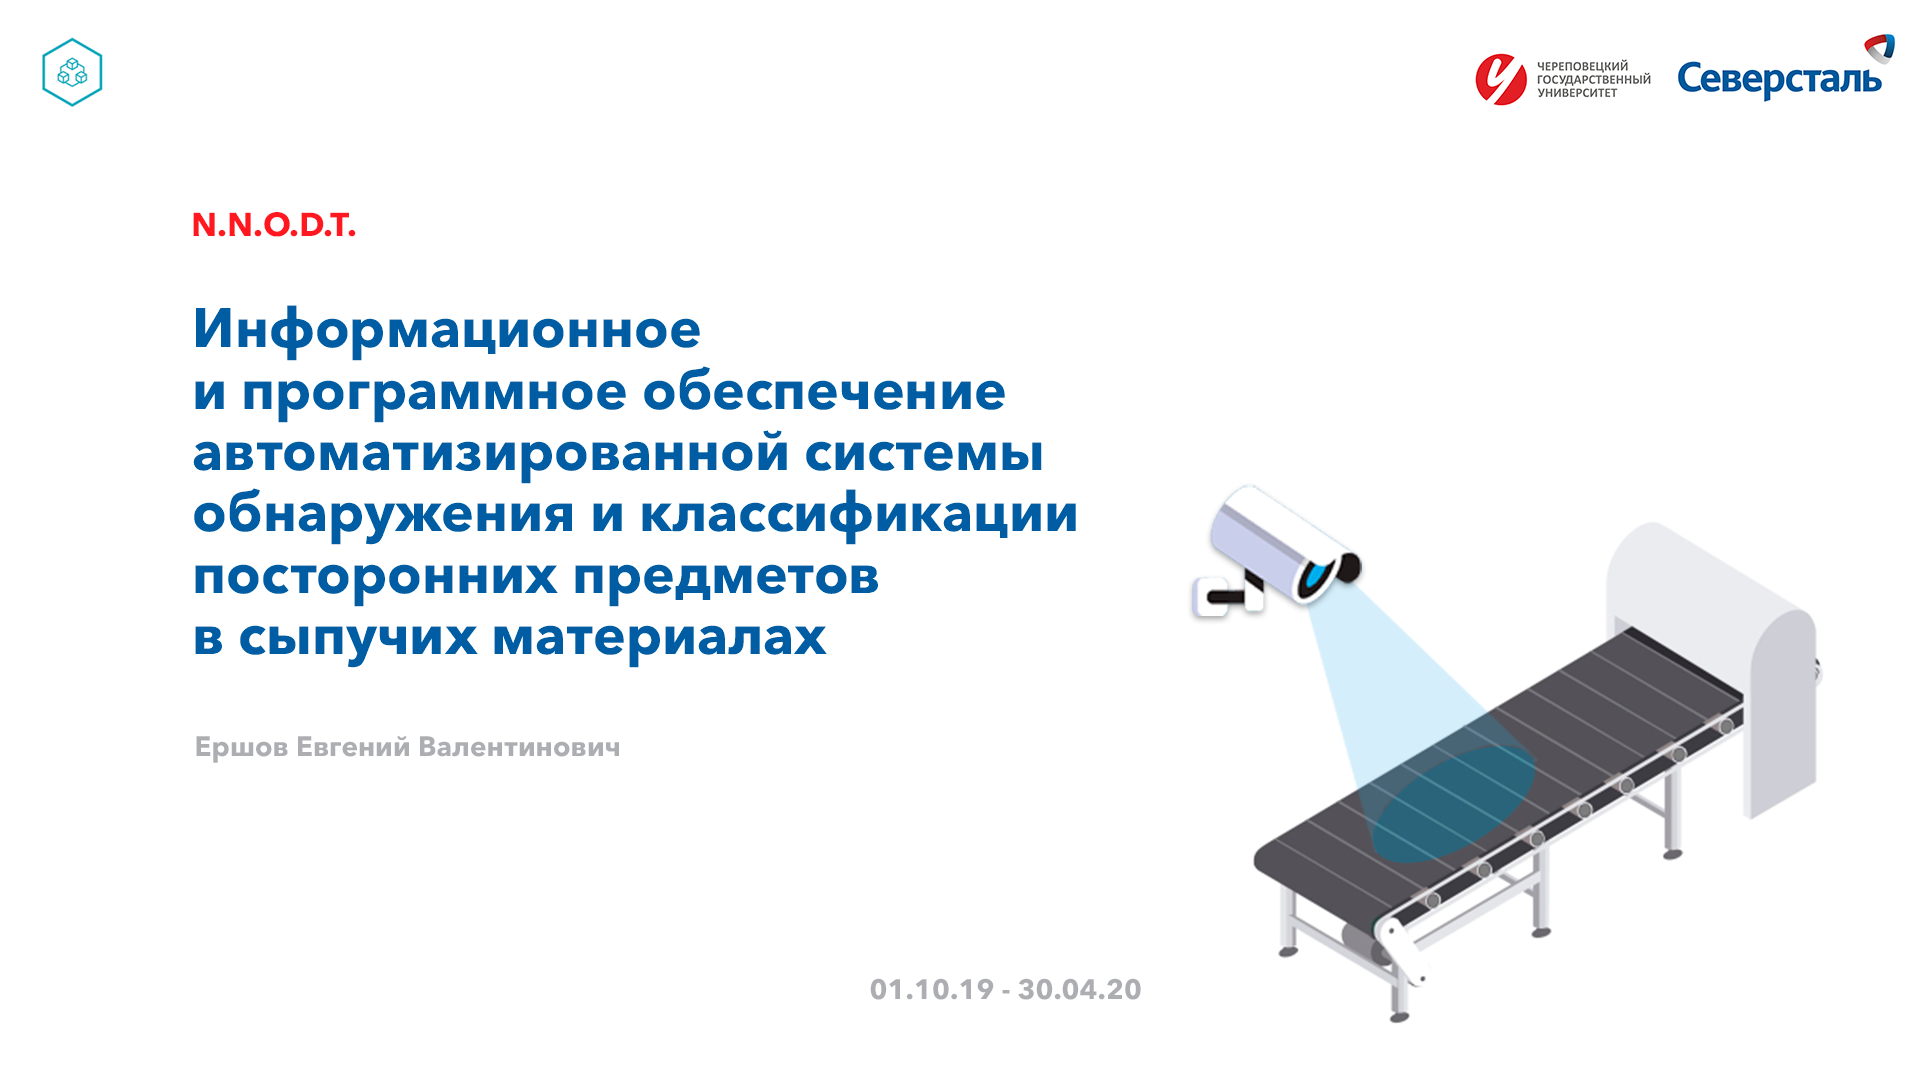 ЧЕРЕПОВЕЦКИЙ
ГОСУДАРСТВЕННЫЙ
УНИВЕРСИТЕТ
Северсталь
N.N.O.D.T.
Информационное
и программное обеспечение
автоматизированной системы
обнаружения и классификации
посторонних предметов
в сыпучих материалах
Ершов Евгений Валентинович
01.10.19 - 30.04.20